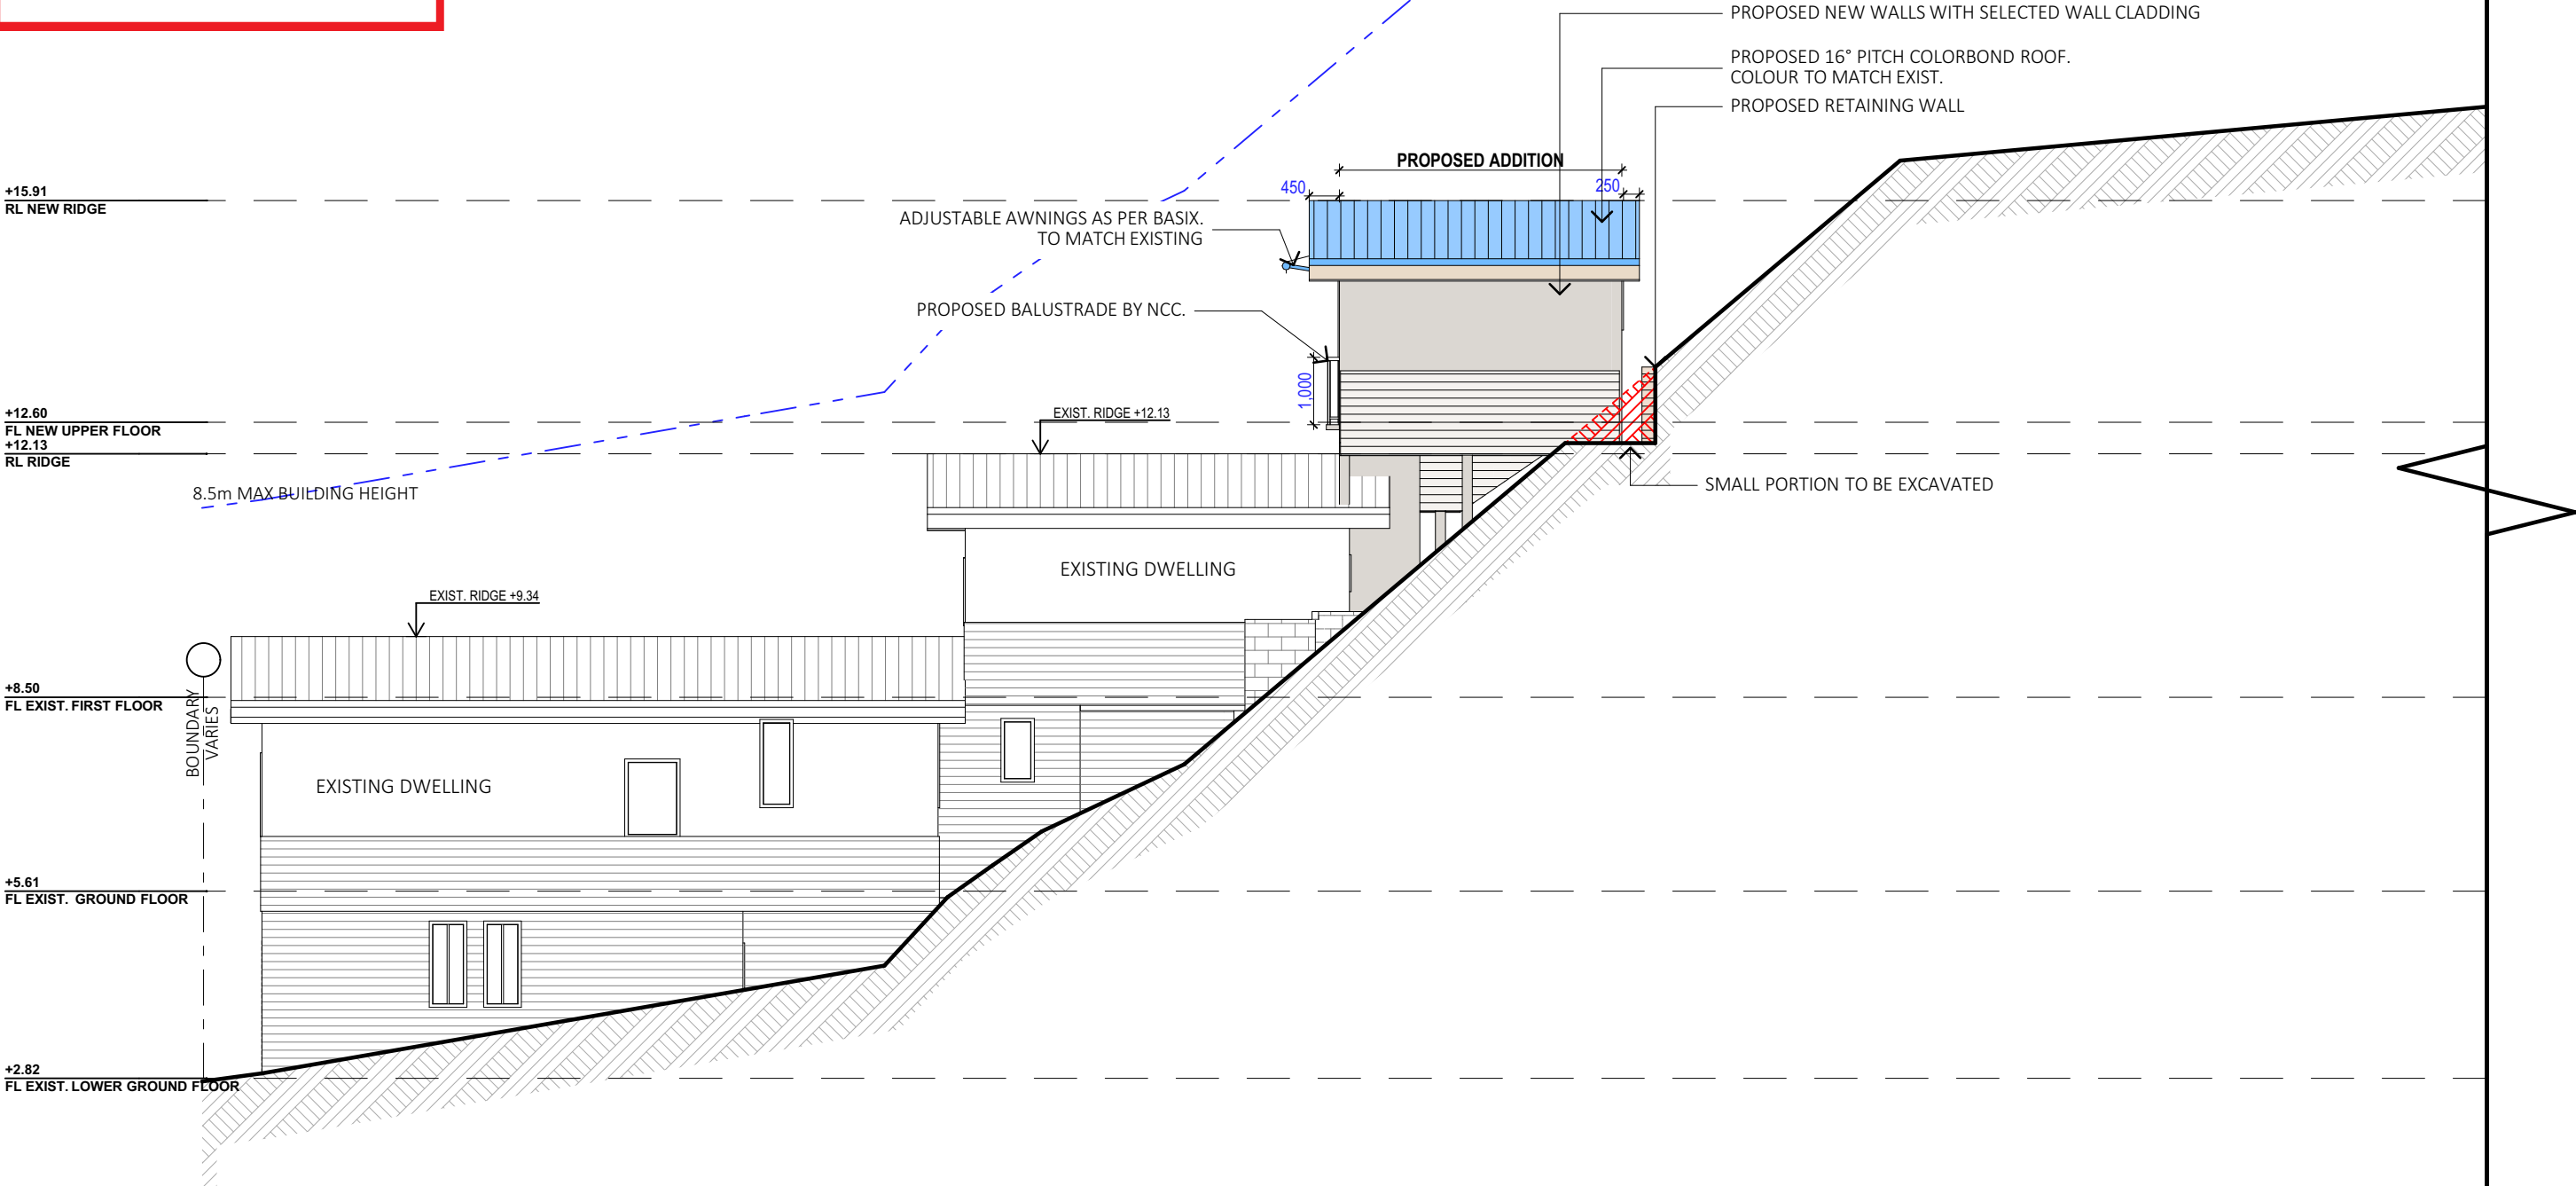 PROPOSED NEW WALLS WITH SELECTED WALL CLADDING
PROPOSED 16° PITCH COLORBOND ROOF.
COLOUR TO MATCH EXIST.
PROPOSED RETAINING WALL
PROPOSED ADDITION
450
250
+15.91
RL NEW RIDGE
ADJUSTABLE AWNINGS AS PER BASIX.
TO MATCH EXISTING
PROPOSED BALUSTRADE BY NCC.
1,000
+12.60
FL NEW UPPER FLOOR
EXIST. RIDGE +12.13
+12.13
RL RIDGE
8.5m MAX BUILDING HEIGHT
SMALL PORTION TO BE EXCAVATED
EXISTING DWELLING
EXIST. RIDGE +9.34
+8.50
FL EXIST. FIRST FLOOR
BOUNDARY
VARIES
EXISTING DWELLING
+5.61
FL EXIST. GROUND FLOOR
+2.82
FL EXIST. LOWER GROUND FLOOR